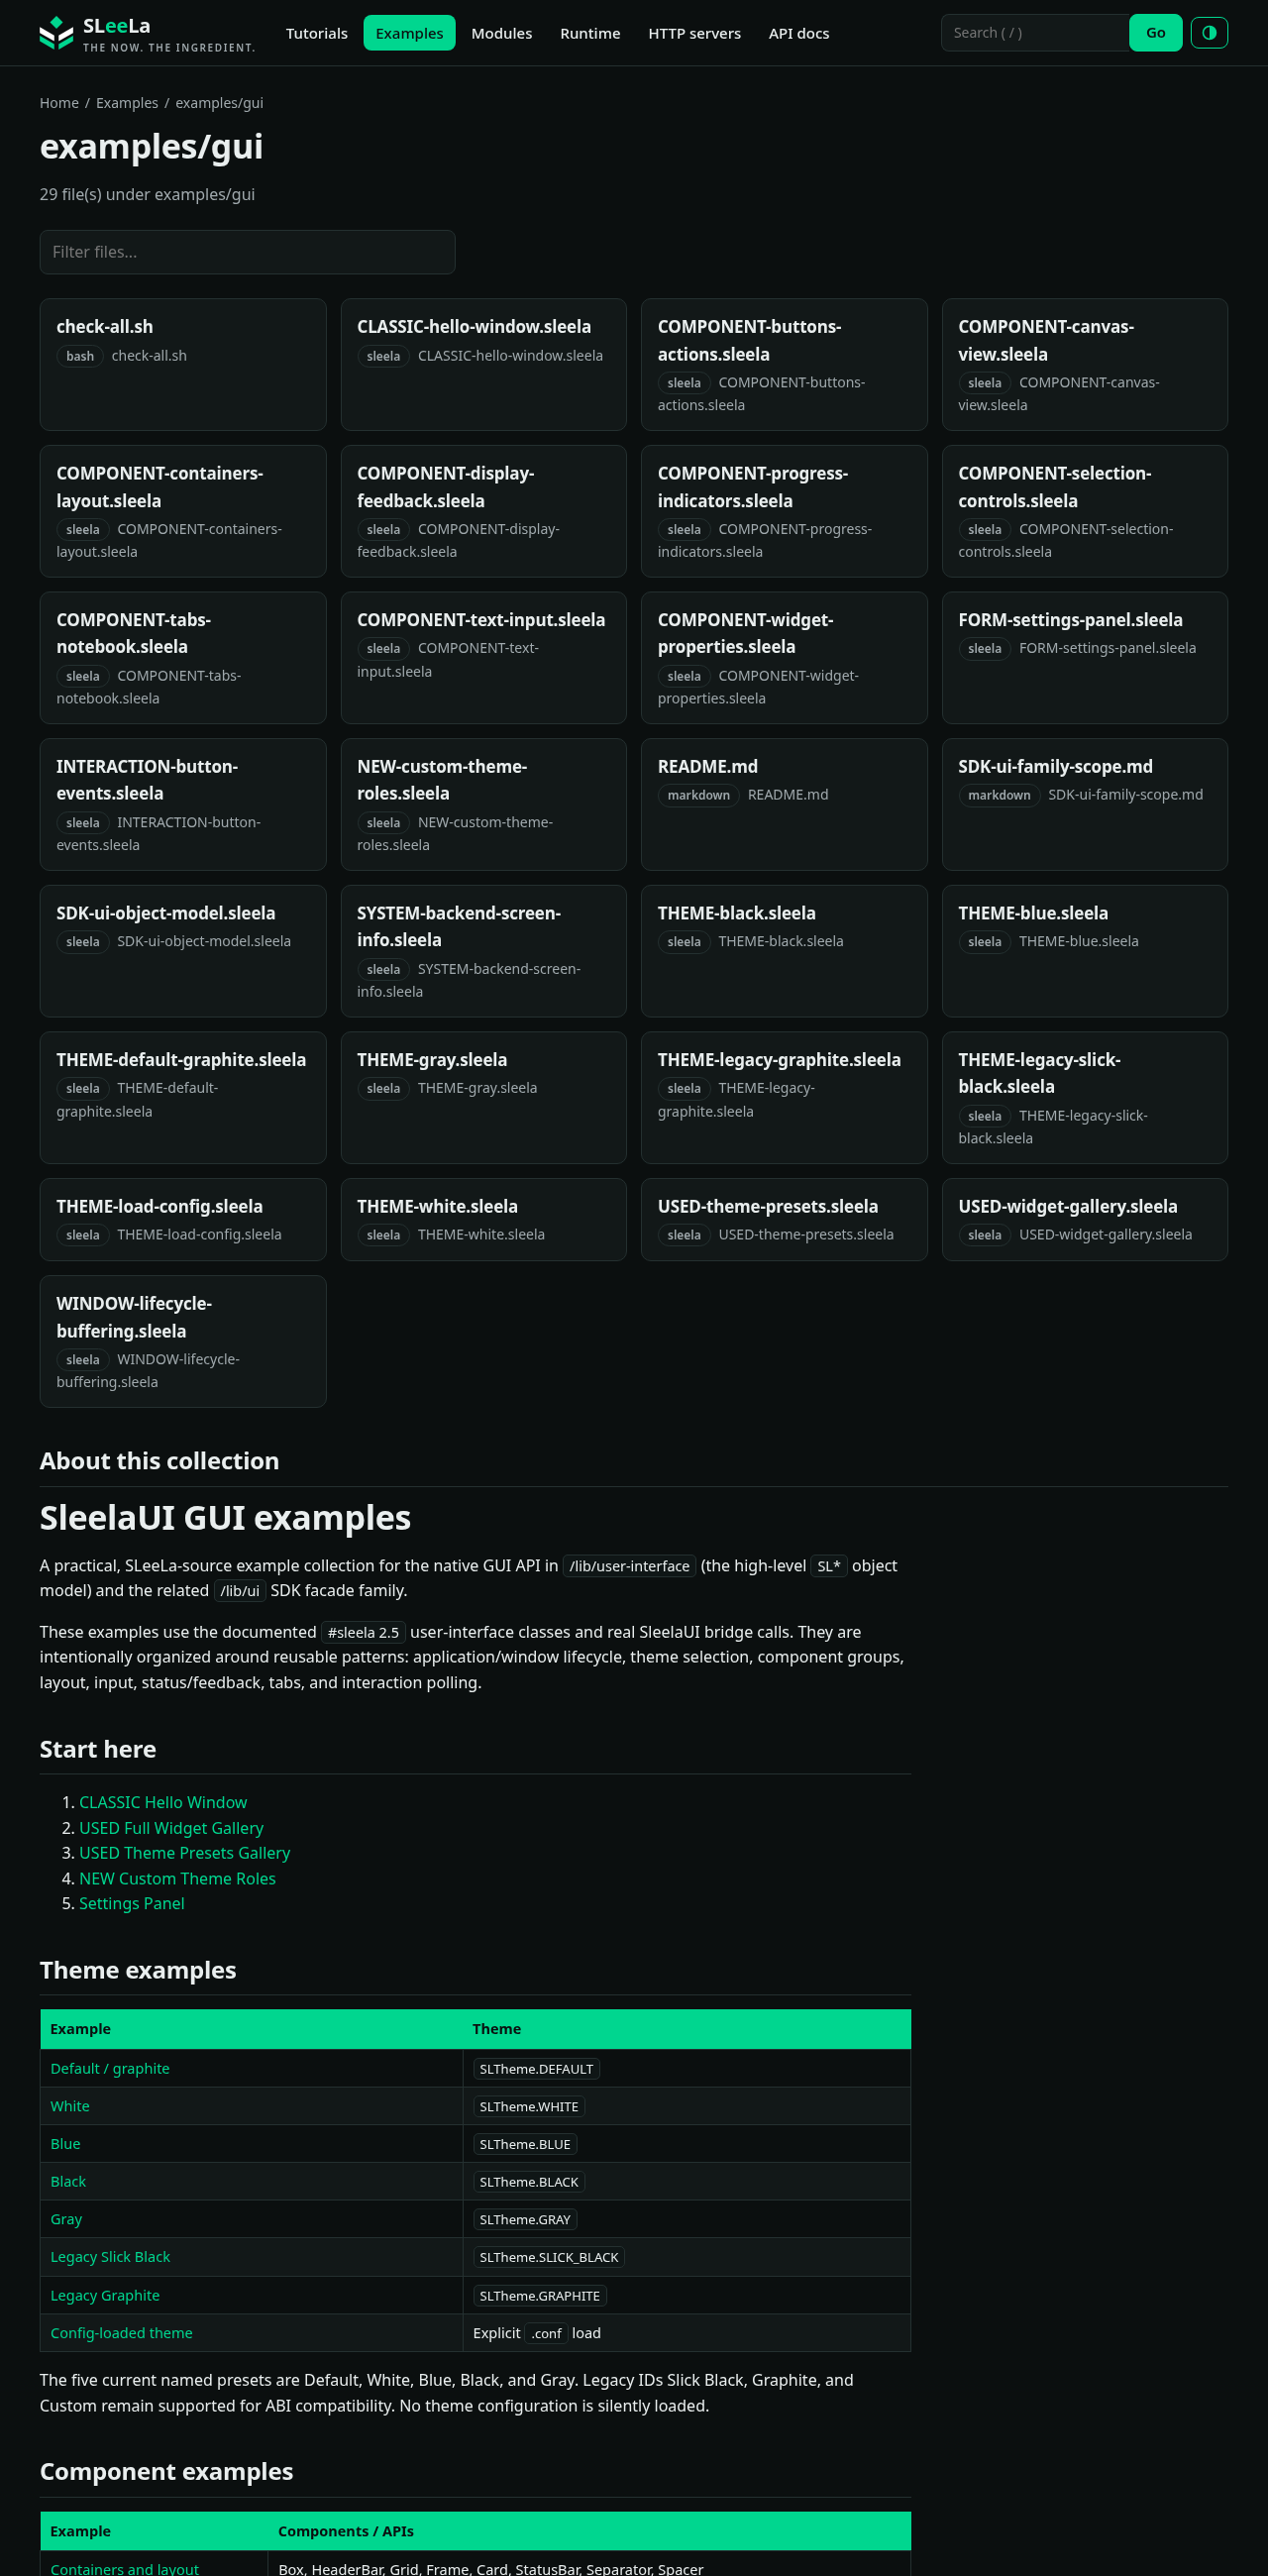 SLeeLa
THE NOW. THE INGREDIENT.
Tutorials Examples Modules Runtime HTTP servers API docs
Search ( / ) Go
Home / Examples / examples/gui
examples/gui
29 file(s) under examples/gui
Filter files...
check-all.sh
bash check-all.sh
CLASSIC-hello-window.sleela
sleela CLASSIC-hello-window.sleela
COMPONENT-buttons-
actions.sleela
sleela COMPONENT-buttons-
actions.sleela
COMPONENT-canvas-
view.sleela
sleela COMPONENT-canvas-
view.sleela
COMPONENT-containers-
layout.sleela
sleela COMPONENT-containers-
layout.sleela
COMPONENT-display-
feedback.sleela
sleela COMPONENT-display-
feedback.sleela
COMPONENT-progress-
indicators.sleela
sleela COMPONENT-progress-
indicators.sleela
COMPONENT-selection-
controls.sleela
sleela COMPONENT-selection-
controls.sleela
COMPONENT-tabs-
notebook.sleela
sleela COMPONENT-tabs-
notebook.sleela
COMPONENT-text-input.sleela
sleela COMPONENT-text-
input.sleela
COMPONENT-widget-
properties.sleela
sleela COMPONENT-widget-
properties.sleela
FORM-settings-panel.sleela
sleela FORM-settings-panel.sleela
INTERACTION-button-
events.sleela
sleela INTERACTION-button-
events.sleela
NEW-custom-theme-
roles.sleela
sleela NEW-custom-theme-
roles.sleela
README.md
markdown README.md
SDK-ui-family-scope.md
markdown SDK-ui-family-scope.md
SDK-ui-object-model.sleela
sleela SDK-ui-object-model.sleela
SYSTEM-backend-screen-
info.sleela
sleela SYSTEM-backend-screen-
info.sleela
THEME-black.sleela
sleela THEME-black.sleela
THEME-blue.sleela
sleela THEME-blue.sleela
THEME-default-graphite.sleela
sleela THEME-default-
graphite.sleela
THEME-gray.sleela
sleela THEME-gray.sleela
THEME-legacy-graphite.sleela
sleela THEME-legacy-
graphite.sleela
THEME-legacy-slick-
black.sleela
sleela THEME-legacy-slick-
black.sleela
THEME-load-config.sleela
sleela THEME-load-config.sleela
THEME-white.sleela
sleela THEME-white.sleela
USED-theme-presets.sleela
sleela USED-theme-presets.sleela
USED-widget-gallery.sleela
sleela USED-widget-gallery.sleela
WINDOW-lifecycle-
buffering.sleela
sleela WINDOW-lifecycle-
buffering.sleela
About this collection
SleelaUI GUI examples
A practical, SLeeLa-source example collection for the native GUI API in /lib/user-interface (the high-level SL* object
model) and the related /lib/ui SDK facade family.
These examples use the documented #sleela 2.5 user-interface classes and real SleelaUI bridge calls. They are
intentionally organized around reusable patterns: application/window lifecycle, theme selection, component groups,
layout, input, status/feedback, tabs, and interaction polling.
Start here
1. CLASSIC Hello Window
2. USED Full Widget Gallery
3. USED Theme Presets Gallery
4. NEW Custom Theme Roles
5. Settings Panel
Theme examples
Example Theme
Default / graphite SLTheme.DEFAULT
White SLTheme.WHITE
Blue SLTheme.BLUE
Black SLTheme.BLACK
Gray SLTheme.GRAY
Legacy Slick Black SLTheme.SLICK_BLACK
Legacy Graphite SLTheme.GRAPHITE
Config-loaded theme Explicit .conf load
The five current named presets are Default, White, Blue, Black, and Gray. Legacy IDs Slick Black, Graphite, and
Custom remain supported for ABI compatibility. No theme configuration is silently loaded.
Component examples
Example Components / APIs
Containers and layout Box, HeaderBar, Grid, Frame, Card, StatusBar, Separator, Spacer